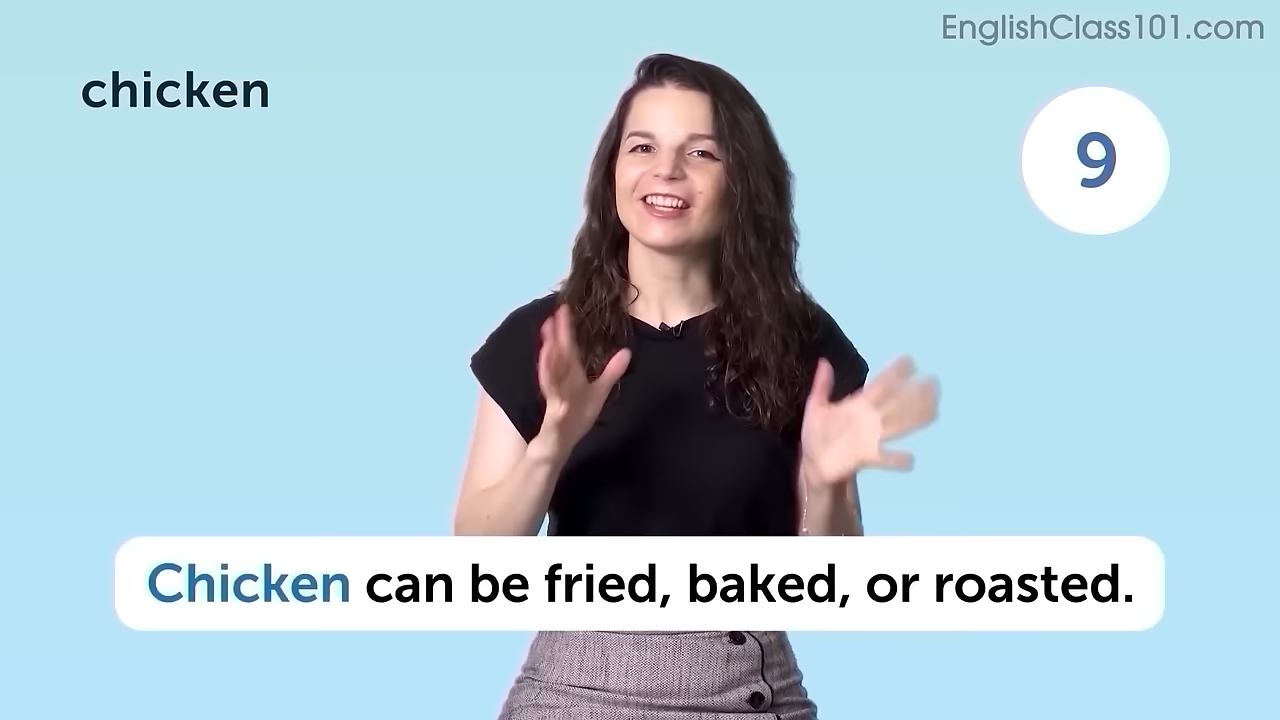 EnglishClass101.com
chicken
9
Chicken can be fried, baked, or roasted.